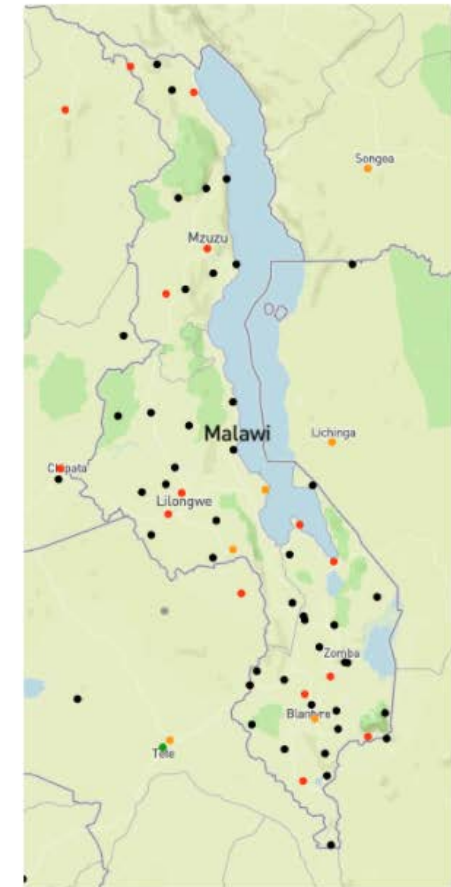 Songea
Mzuzu
Malawi
Lichinga
Chipata
Lilongwe
Zomba
Blantyre
Tete